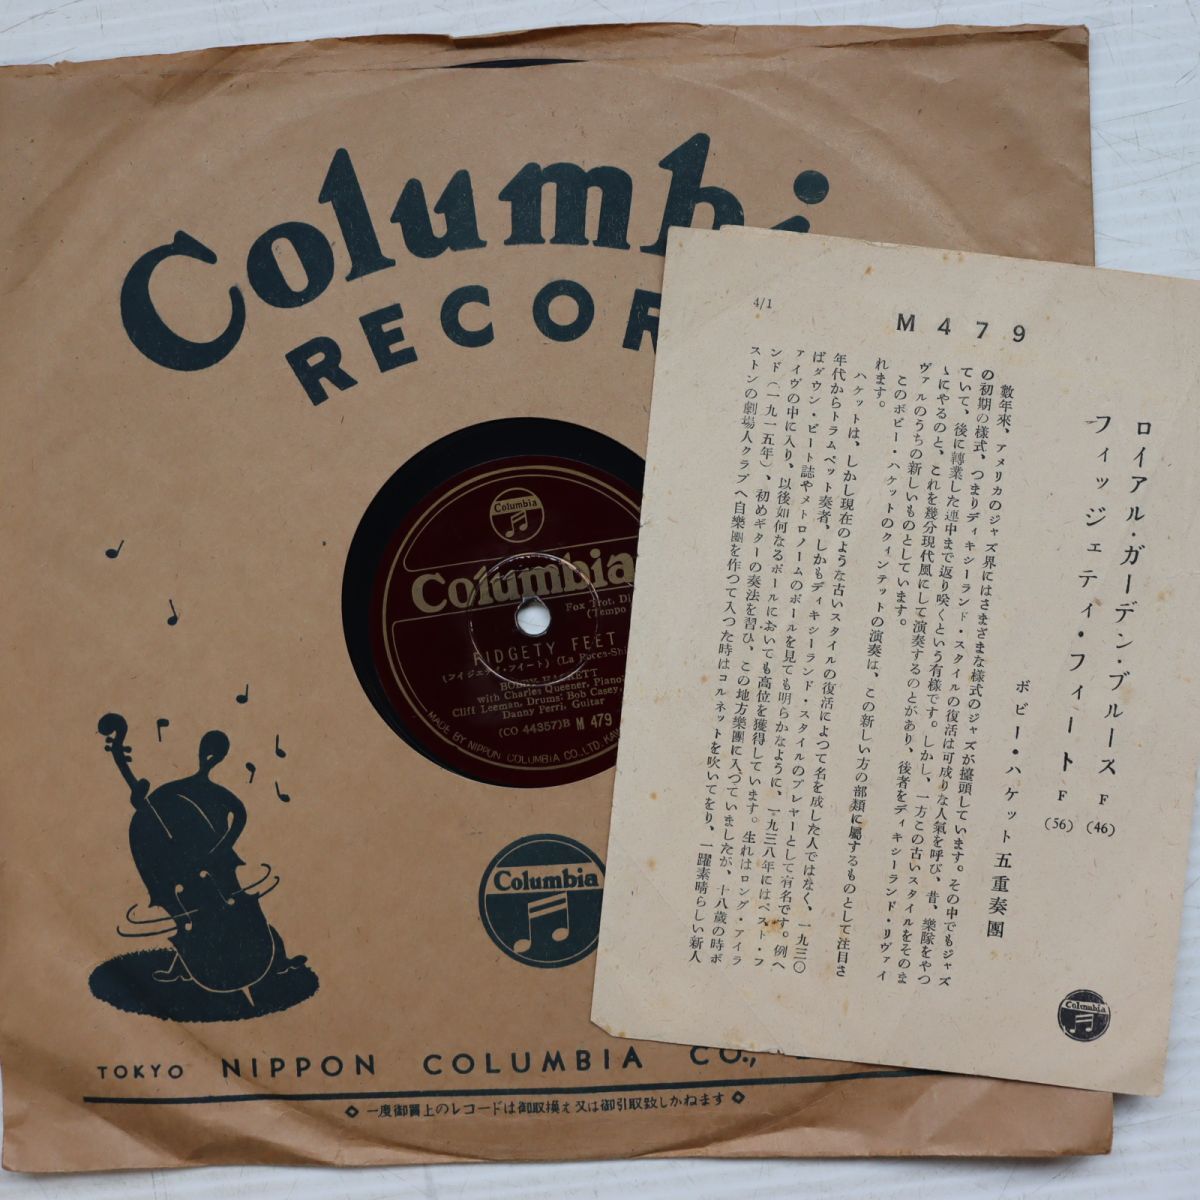 Columbi
RECOR
Columbia
Columbia
Fox Trot, Di
(Tempo
FIDGETY FEET
(フイジェテイ・フイート) (La Rocca-Shi
BOBBY HACKETT
with Charles Queener, Piano:
Cliff Leeman, Drums: Bob Casey,
Danny Perri, Guitar
(CO 44357)B M 479
MADE BY NIPPON COLUMBIA CO., LTD. KAW
Columbia
TOKYO NIPPON COLUMBIA CO.,
一度御買上のレコードは御取換え又は御引取致しかねます
4/1
M479
ロイアル・ガーデン・ブルース F (46)
フィッジェティ・フィート F (56)
ボビー・ハケット五重奏團
數年來、アメリカのジャズ界にはさまざまな様式のジャズが擡頭しています。その中でもジャズ
の初期の様式、つまりディキシーランド・スタイルの復活は可成りな人氣を呼び、昔、樂隊をやつ
ていて、後に轉業した連中まで返り咲くという有様です。しかし、一方この古いスタイルをそのま
ゝにやるのと、これを幾分現代風にして演奏するのとがあり、後者をディキシーランド・リヴァイ
ヴァルのうちの新しいものとしています。
このボビー・ハケットのクィンテットの演奏は、この新しい方の部類に屬するものとして注目さ
れます。
ハケットは、しかし現在のような古いスタイルの復活によつて名を成した人ではなく、一九三〇
年代からトラムペット奏者、しかもディキシーランド・スタイルのプレヤーとして有名です。例へ
ばダウン・ビート誌やメトロノームのポールを見ても明らかなように、一九三八年にはベスト・フ
ァイヴの中に入り、以後如何なるポールにおいても高位を獲得しています。生れはロング・アイラ
ンド(一九一五年)、初めギターの奏法を習ひ、この地方樂團に入つていましたが、十八歳の時ボ
ストンの劇場人クラブへ自樂團を作つて入つた時はコルネットを吹いてをり、一躍素晴らしい新人
Columbia